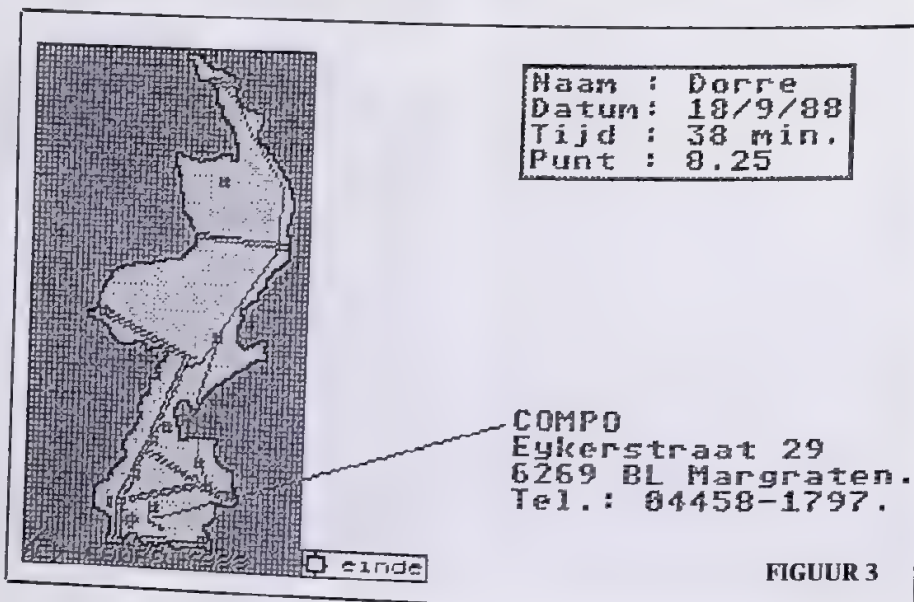 Naam : Dorre
Datum: 18/9/88
Tijd : 38 min.
Punt : 8.25
COMPO
Eykerstraat 29
6269 BL Margraten.
Tel.: 04458-1797.
einde
FIGUUR 3